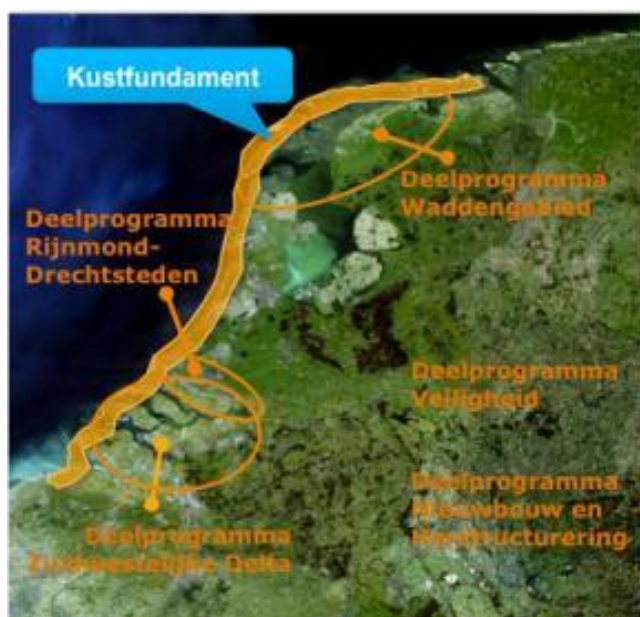 Kustfundament
Deelprogramma
Waddengebied
Deelprogramma
Rijnmond-
Drechtsteden
Deelprogramma
Veiligheid
Deelprogramma
Nieuwbouw en
Herstructurering
Deelprogramma
Zuidwestelijke Delta